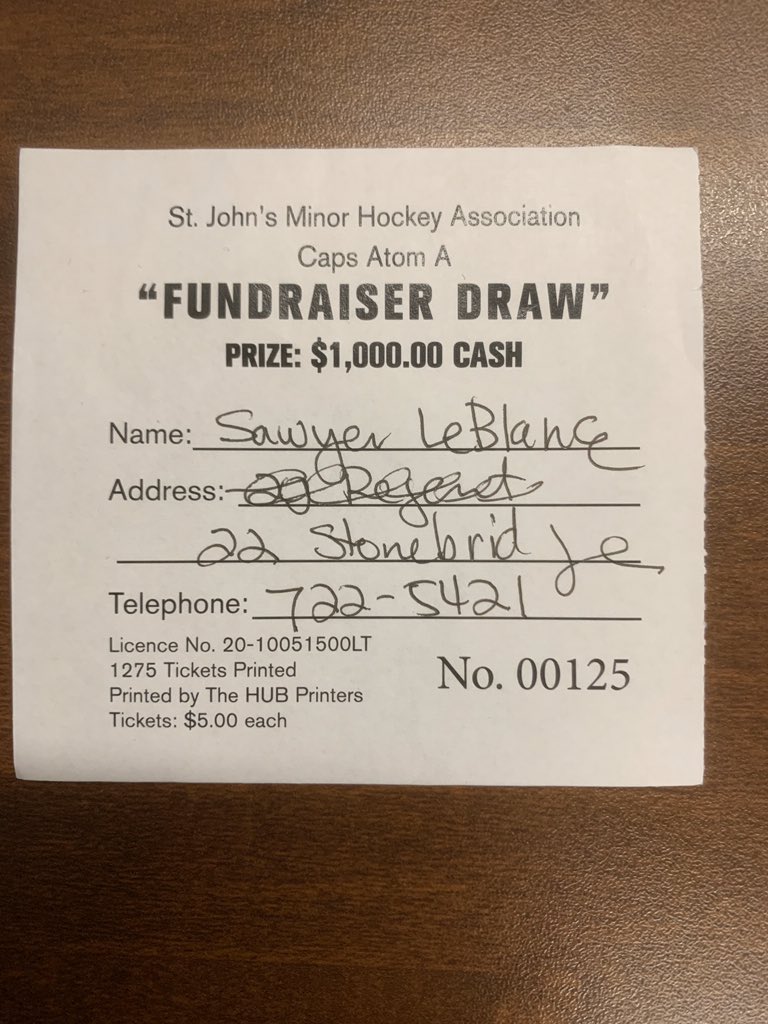 St. John's Minor Hockey Association
Caps Atom A
“FUNDRAISER DRAW”
PRIZE: $1,000.00 CASH
Name: Sawyer LeBlanc
Address:
22 Stonebridge
Telephone: 722-5421
Licence No. 20-10051500LT
1275 Tickets Printed
Printed by The HUB Printers
Tickets: $5.00 each
No. 00125